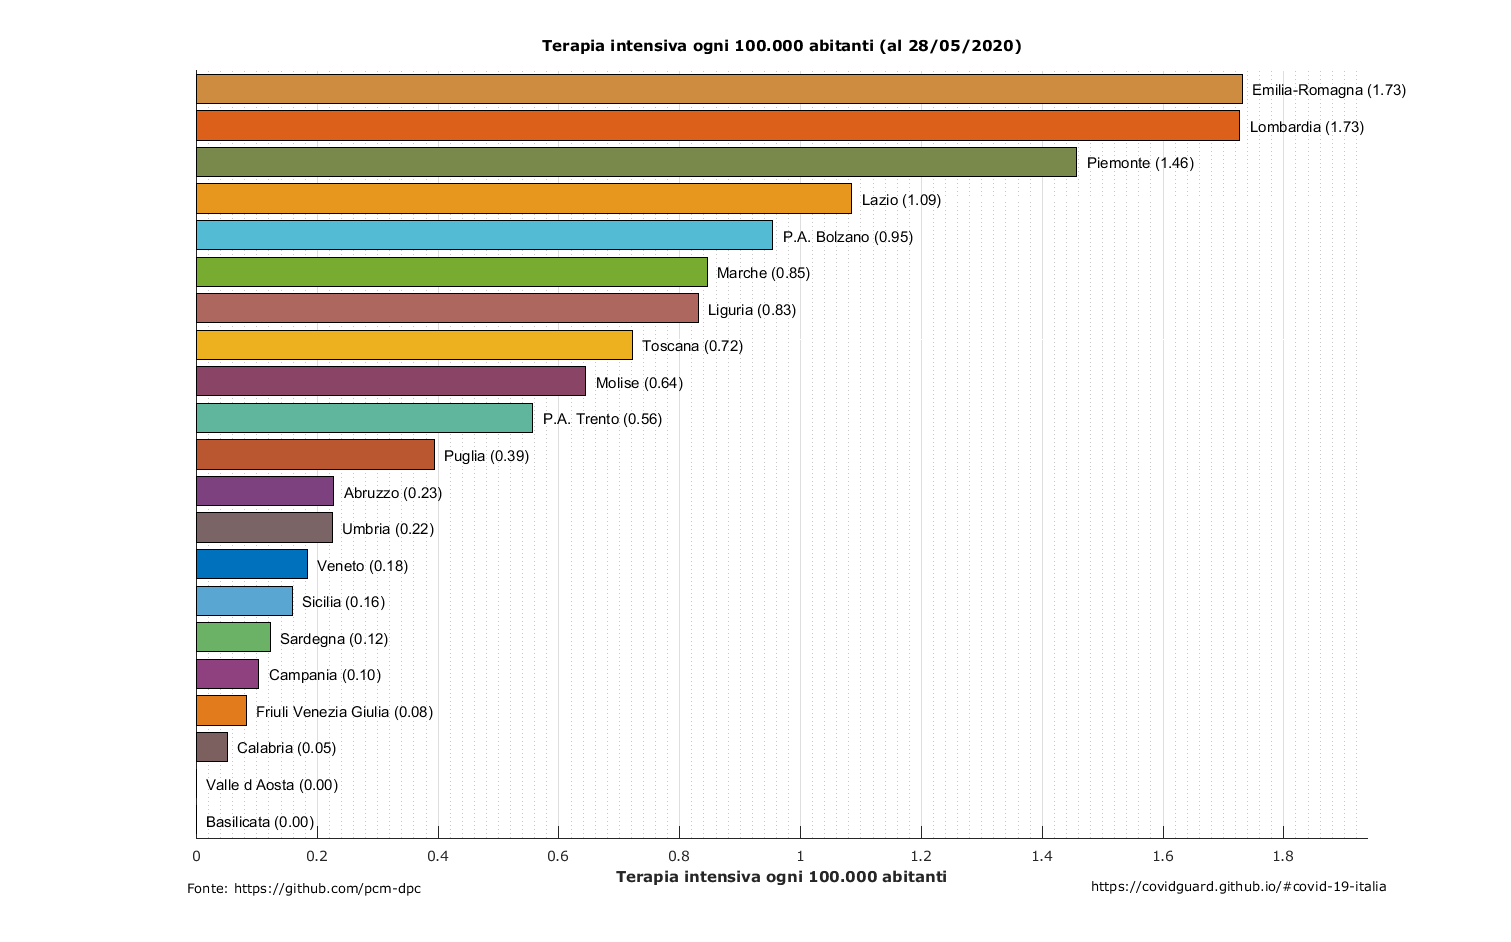 Terapia intensiva ogni 100.000 abitanti (al 28/05/2020)
Emilia-Romagna (1.73)
Lombardia (1.73)
Piemonte (1.46)
Lazio (1.09)
P.A. Bolzano (0.95)
Marche (0.85)
Liguria (0.83)
Toscana (0.72)
Molise (0.64)
P.A. Trento (0.56)
Puglia (0.39)
Abruzzo (0.23)
Umbria (0.22)
Veneto (0.18)
Sicilia (0.16)
Sardegna (0.12)
Campania (0.10)
Friuli Venezia Giulia (0.08)
Calabria (0.05)
Valle d Aosta (0.00)
Basilicata (0.00)
0 0.2 0.4 0.6 0.8 1 1.2 1.4 1.6 1.8
Terapia intensiva ogni 100.000 abitanti
Fonte: https://github.com/pcm-dpc
https://covidguard.github.io/#covid-19-italia